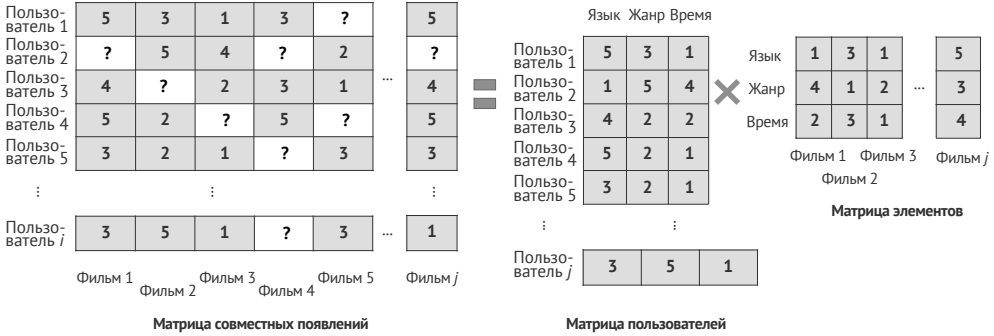 Пользо-
ватель 1 5 3 1 3 ? 5
Пользо-
ватель 2 ? 5 4 ? 2 ?
Пользо-
ватель 3 4 ? 2 3 1 ... 4
Пользо-
ватель 4 5 2 ? 5 ? 5
Пользо-
ватель 5 3 2 1 ? 3 3
⋮ ⋮ ⋮
Пользо-
ватель i 3 5 1 ? 3 ... 1
Фильм 1 Фильм 2 Фильм 3 Фильм 4 Фильм 5 Фильм j
Матрица совместных появлений
=
Язык Жанр Время
Пользо-
ватель 1 5 3 1
Пользо-
ватель 2 1 5 4
Пользо-
ватель 3 4 2 2
Пользо-
ватель 4 5 2 1
Пользо-
ватель 5 3 2 1
⋮ ⋮
Пользо-
ватель j 3 5 1
Матрица пользователей
×
Язык 1 3 1 5
Жанр 4 1 2 ... 3
Время 2 3 1 4
Фильм 1 Фильм 2 Фильм 3 Фильм j
Матрица элементов